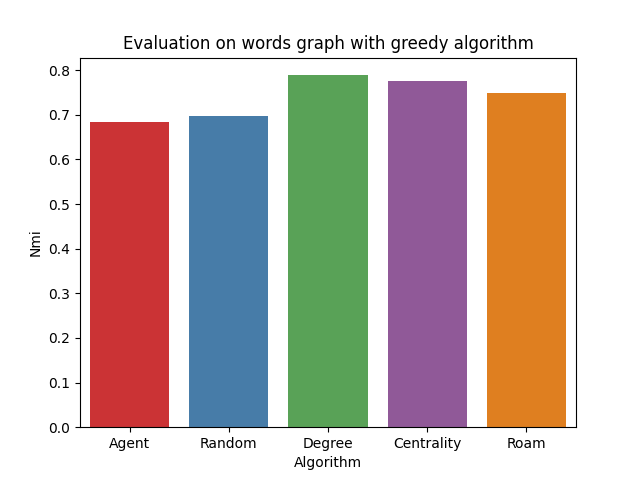 Evaluation on words graph with greedy algorithm
0.8
0.7
0.6
0.5
0.4
0.3
0.2
0.1
0.0
Nmi
Agent Random Degree Centrality Roam
Algorithm